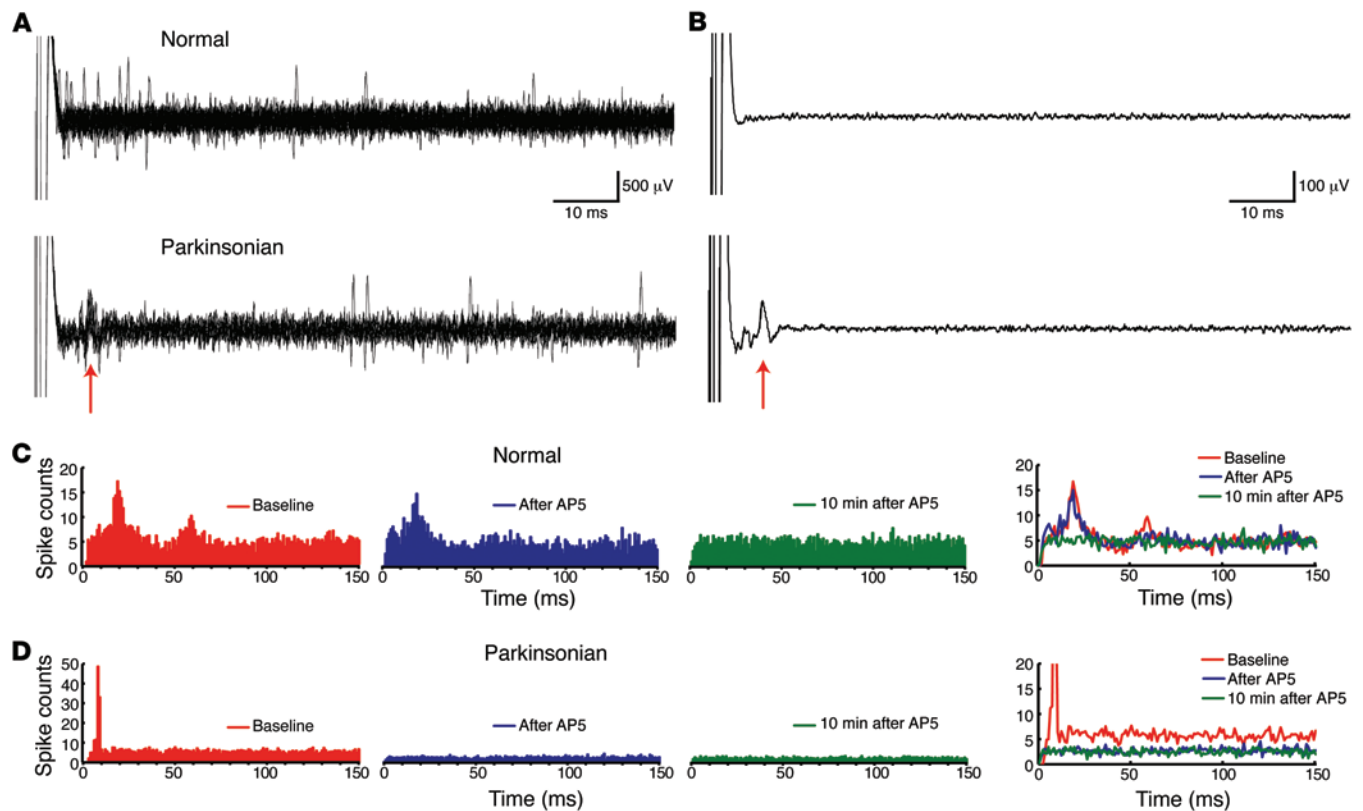 A
Normal
500 μV
10 ms
Parkinsonian
B
100 μV
10 ms
C
Normal
Spike counts
20
15
10
5
0
Baseline
0 50 100 150
Time (ms)
After AP5
0 50 100 150
Time (ms)
10 min after AP5
0 50 100 150
Time (ms)
20
15
10
5
0
Baseline
After AP5
10 min after AP5
0 50 100 150
Time (ms)
D
Parkinsonian
Spike counts
50
40
30
20
10
0
Baseline
0 50 100 150
Time (ms)
After AP5
0 50 100 150
Time (ms)
10 min after AP5
0 50 100 150
Time (ms)
20
15
10
5
0
Baseline
After AP5
10 min after AP5
0 50 100 150
Time (ms)